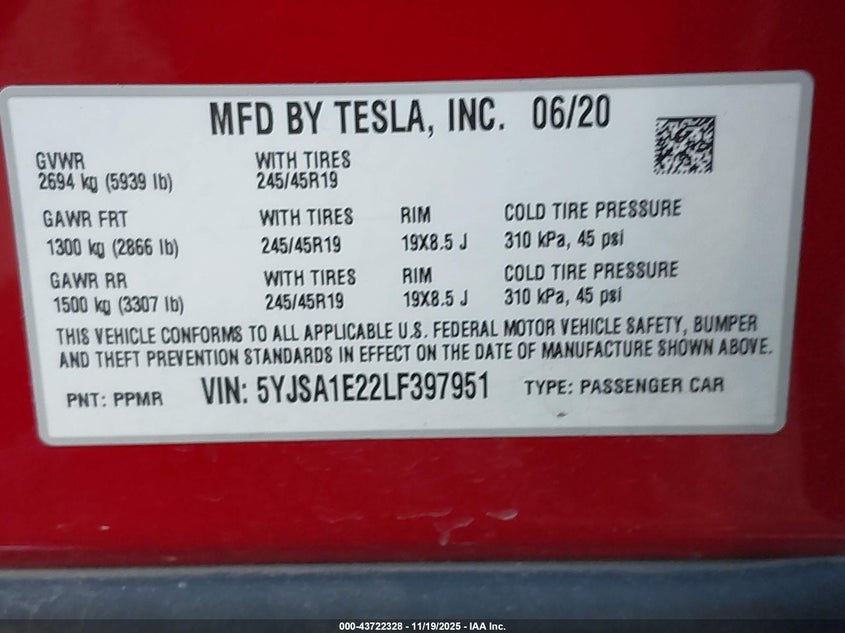 MFD BY TESLA, INC. 06/20
GVWR WITH TIRES
2694 kg (5939 lb) 245/45R19
GAWR FRT WITH TIRES RIM COLD TIRE PRESSURE
1300 kg (2866 lb) 245/45R19 19X8.5 J 310 kPa, 45 psi
GAWR RR WITH TIRES RIM COLD TIRE PRESSURE
1500 kg (3307 lb) 245/45R19 19X8.5 J 310 kPa, 45 psi
THIS VEHICLE CONFORMS TO ALL APPLICABLE U.S. FEDERAL MOTOR VEHICLE SAFETY, BUMPER
AND THEFT PREVENTION STANDARDS IN EFFECT ON THE DATE OF MANUFACTURE SHOWN ABOVE.
PNT: PPMR VIN: 5YJSA1E22LF397951 TYPE: PASSENGER CAR
000-43722328 - 11/19/2025 - IAA Inc.